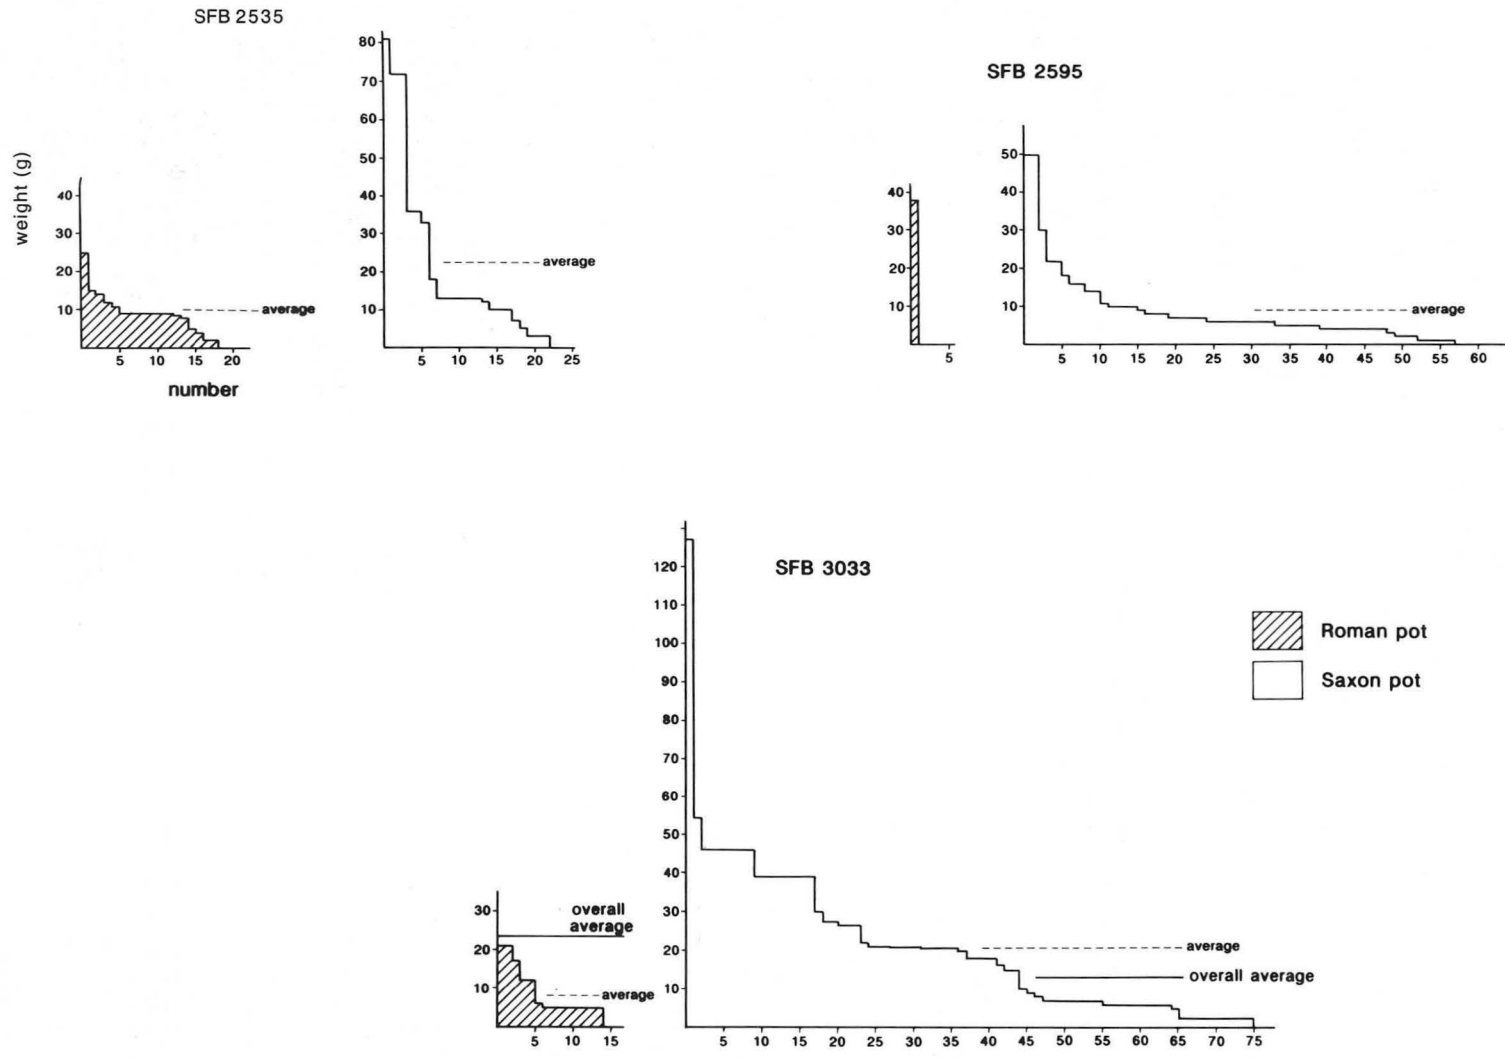 SFB 2535
weight (g)
40
30
20
10
average
5 10 15 20
number
80
70
60
50
40
30
20
10
average
5 10 15 20 25
SFB 2595
40
30
20
10
5
50
40
30
20
10
average
5 10 15 20 25 30 35 40 45 50 55 60
SFB 3033
120
110
100
90
80
70
60
50
40
30
20
10
average
overall average
5 10 15 20 25 30 35 40 45 50 55 60 65 70 75
30
20
10
overall
average
average
5 10 15
Roman pot
Saxon pot